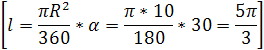 [l = πR²/360 * α = π * 10/180 * 30 = 5π/3]